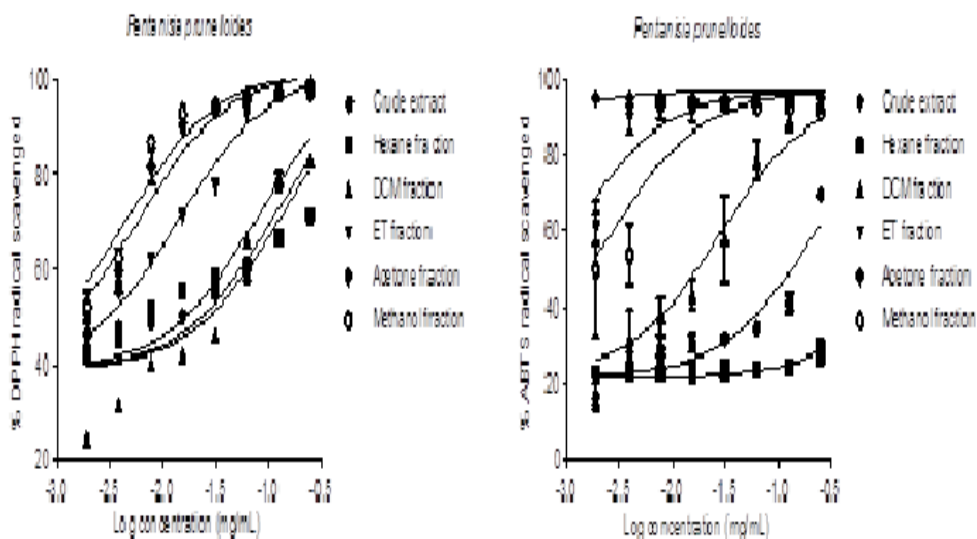 Pentanisia prunelloides
% DPPH radical scavenged
100
80
60
40
20
-3.0 -2.5 -2.0 -1.5 -1.0 -0.5
Log concentration (mg/mL)
Crude extract
Hexane fraction
DCM fraction
ET fraction
Acetone fraction
Methanol fraction
Pentanisia prunelloides
% ABTS radical scavenged
100
80
60
40
20
0
-3.0 -2.5 -2.0 -1.5 -1.0 -0.5
Log concentration (mg/mL)
Crude extract
Hexane fraction
DCM fraction
ET fraction
Acetone fraction
Methanol fraction